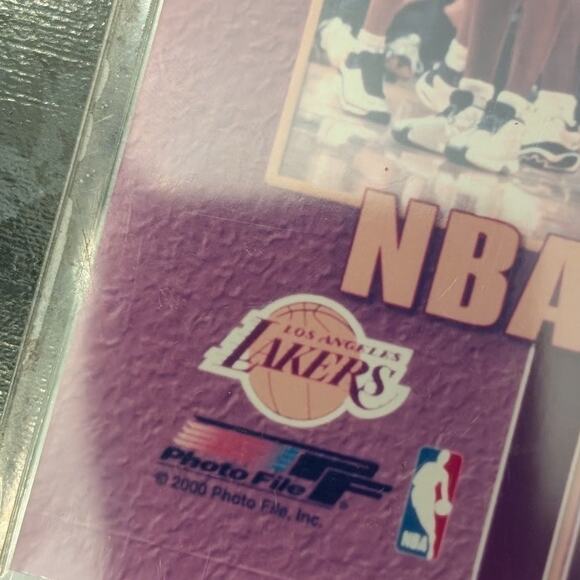 NBA
LOS ANGELES
LAKERS
Photo File
® 
© 2000 Photo File, Inc.
NBA